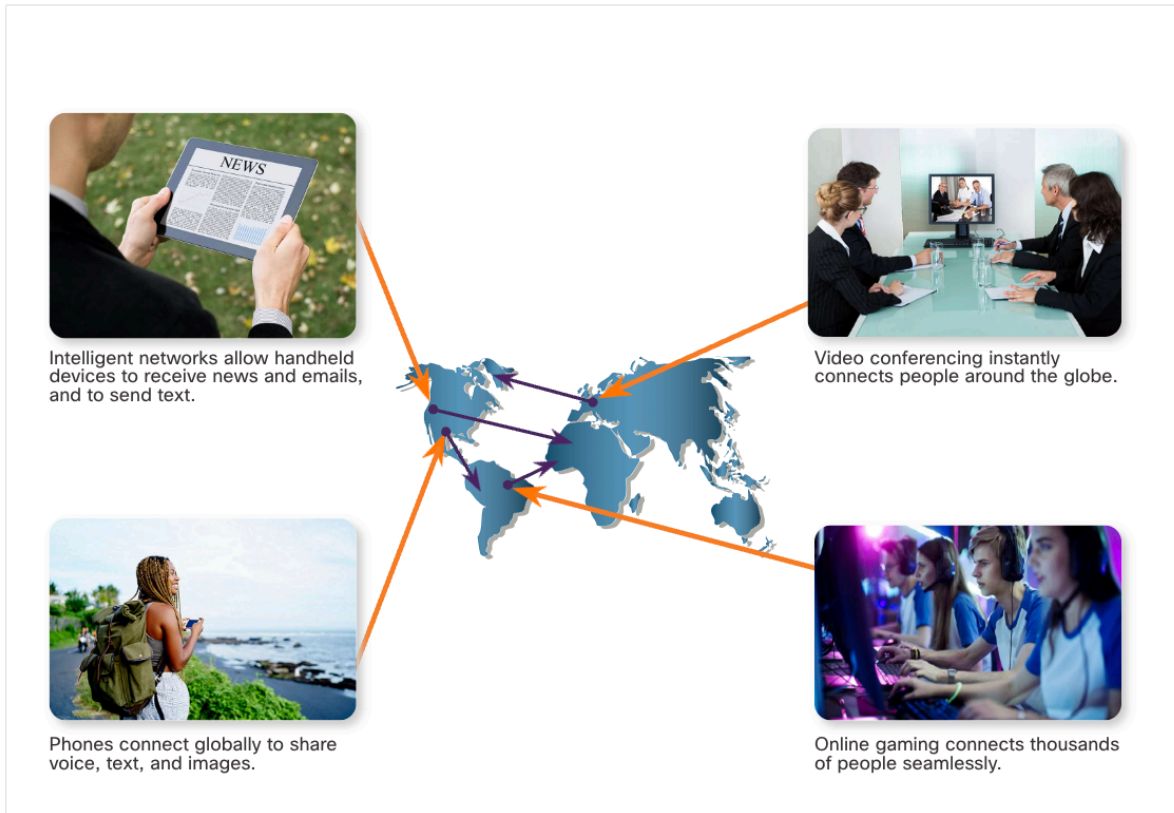 NEWS
Intelligent networks allow handheld
devices to receive news and emails,
and to send text.
Video conferencing instantly
connects people around the globe.
Phones connect globally to share
voice, text, and images.
Online gaming connects thousands
of people seamlessly.